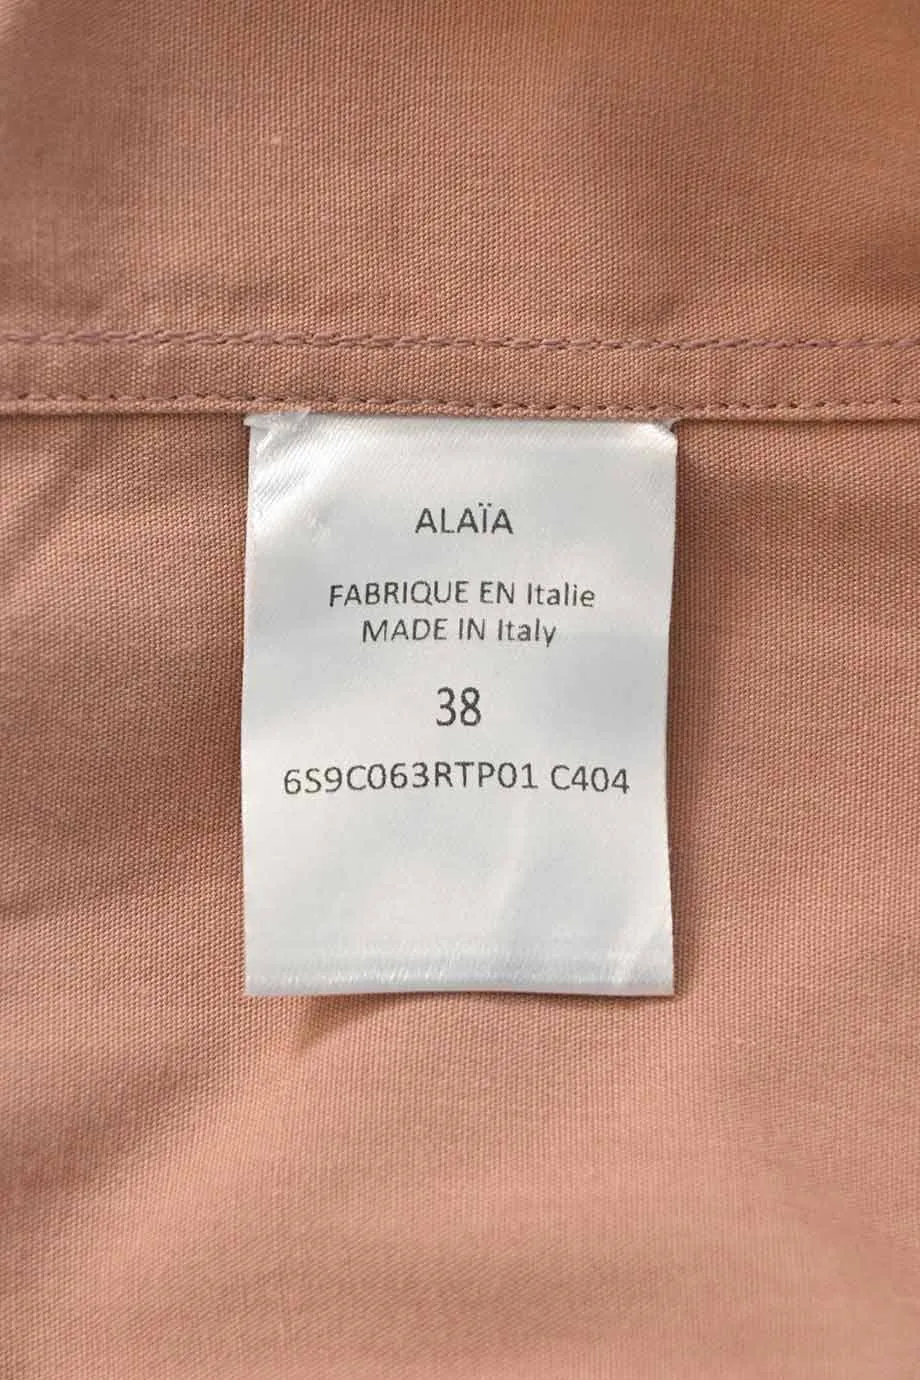 ALAÏA
FABRIQUE EN Italie
MADE IN Italy
38
6S9C063RTP01 C404